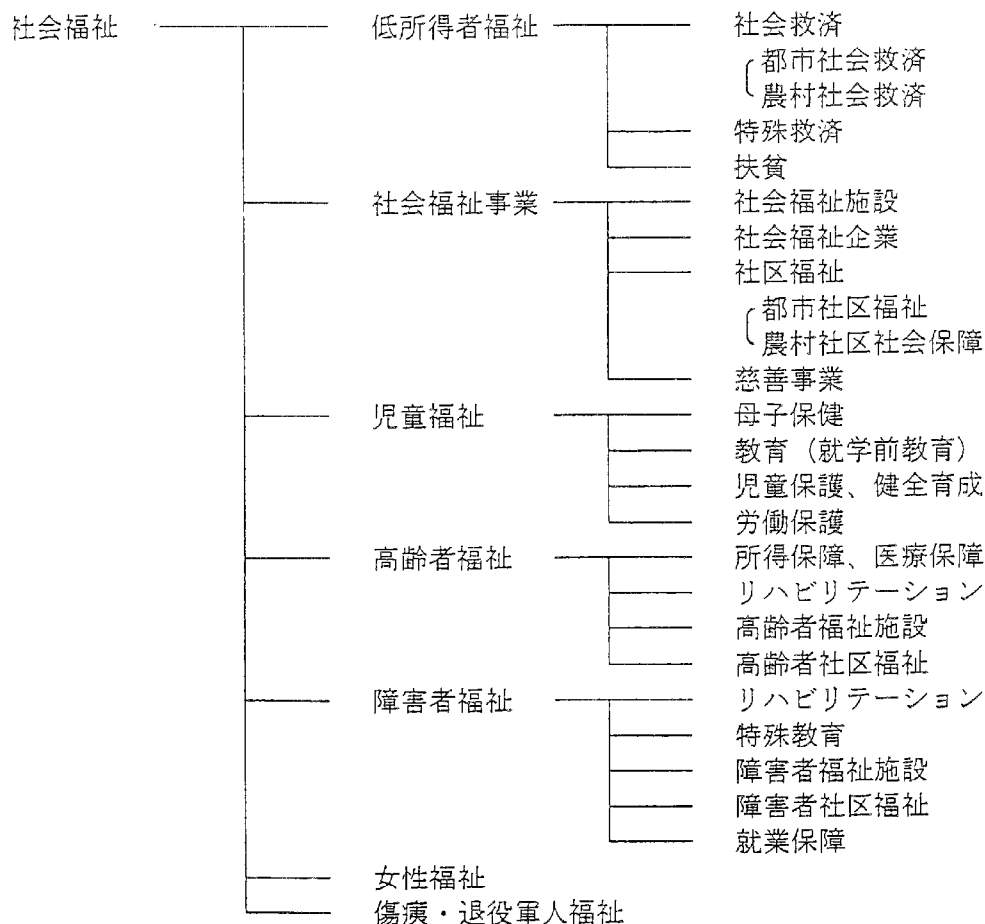 社会福祉 低所得者福祉 社会救済
都市社会救済
農村社会救済
特殊救済
扶貧
社会福祉事業 社会福祉施設
社会福祉企業
社区福祉
都市社区福祉
農村社区社会保障
慈善事業
児童福祉 母子保健
教育（就学前教育）
児童保護、健全育成
労働保護
高齢者福祉 所得保障、医療保障
リハビリテーション
高齢者福祉施設
高齢者社区福祉
障害者福祉 リハビリテーション
特殊教育
障害者福祉施設
障害者社区福祉
就業保障
女性福祉
傷痍・退役軍人福祉